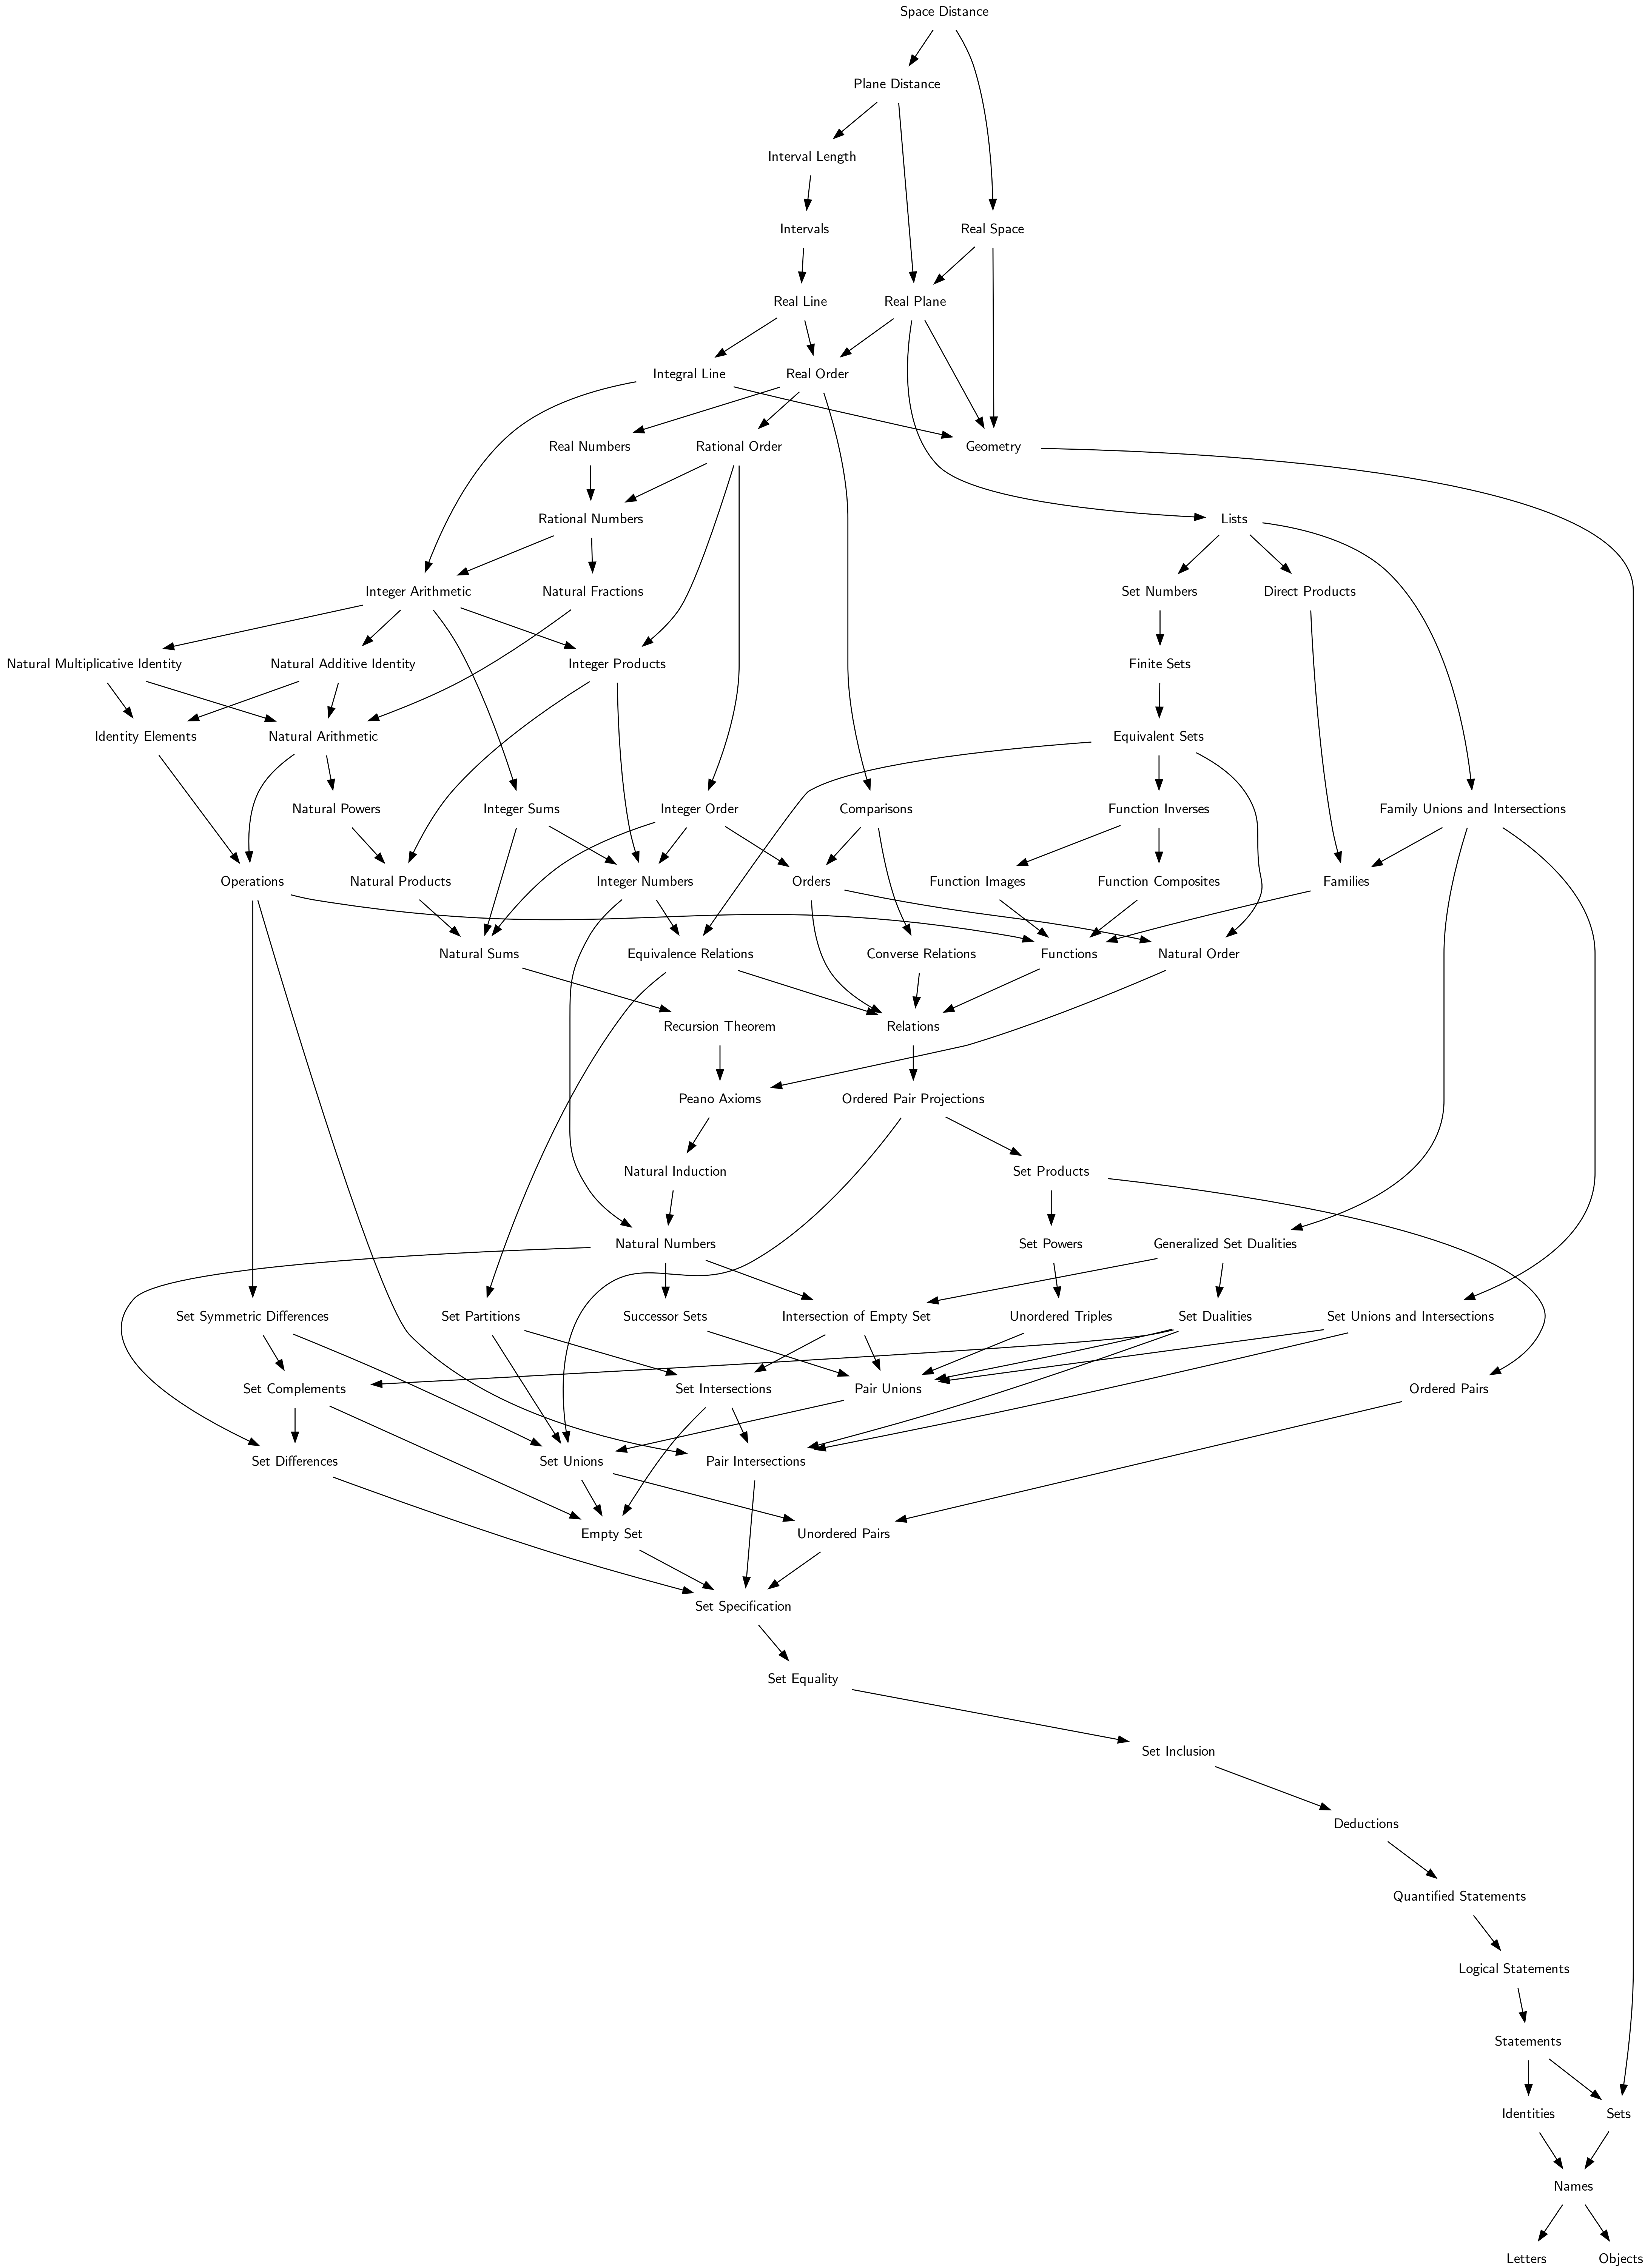 Space Distance
Plane Distance
Interval Length
Intervals
Real Space
Real Line
Real Plane
Integral Line
Real Order
Real Numbers
Rational Order
Geometry
Rational Numbers
Lists
Integer Arithmetic
Natural Fractions
Set Numbers
Direct Products
Natural Multiplicative Identity
Natural Additive Identity
Integer Products
Finite Sets
Identity Elements
Natural Arithmetic
Equivalent Sets
Natural Powers
Integer Sums
Integer Order
Comparisons
Function Inverses
Family Unions and Intersections
Operations
Natural Products
Integer Numbers
Orders
Function Images
Function Composites
Families
Natural Sums
Equivalence Relations
Converse Relations
Functions
Natural Order
Recursion Theorem
Relations
Peano Axioms
Ordered Pair Projections
Natural Induction
Set Products
Natural Numbers
Set Powers
Generalized Set Dualities
Set Symmetric Differences
Set Partitions
Successor Sets
Intersection of Empty Set
Unordered Triples
Set Dualities
Set Unions and Intersections
Set Complements
Set Intersections
Pair Unions
Ordered Pairs
Set Differences
Set Unions
Pair Intersections
Empty Set
Unordered Pairs
Set Specification
Set Equality
Set Inclusion
Deductions
Quantified Statements
Logical Statements
Statements
Identities
Sets
Names
Letters
Objects